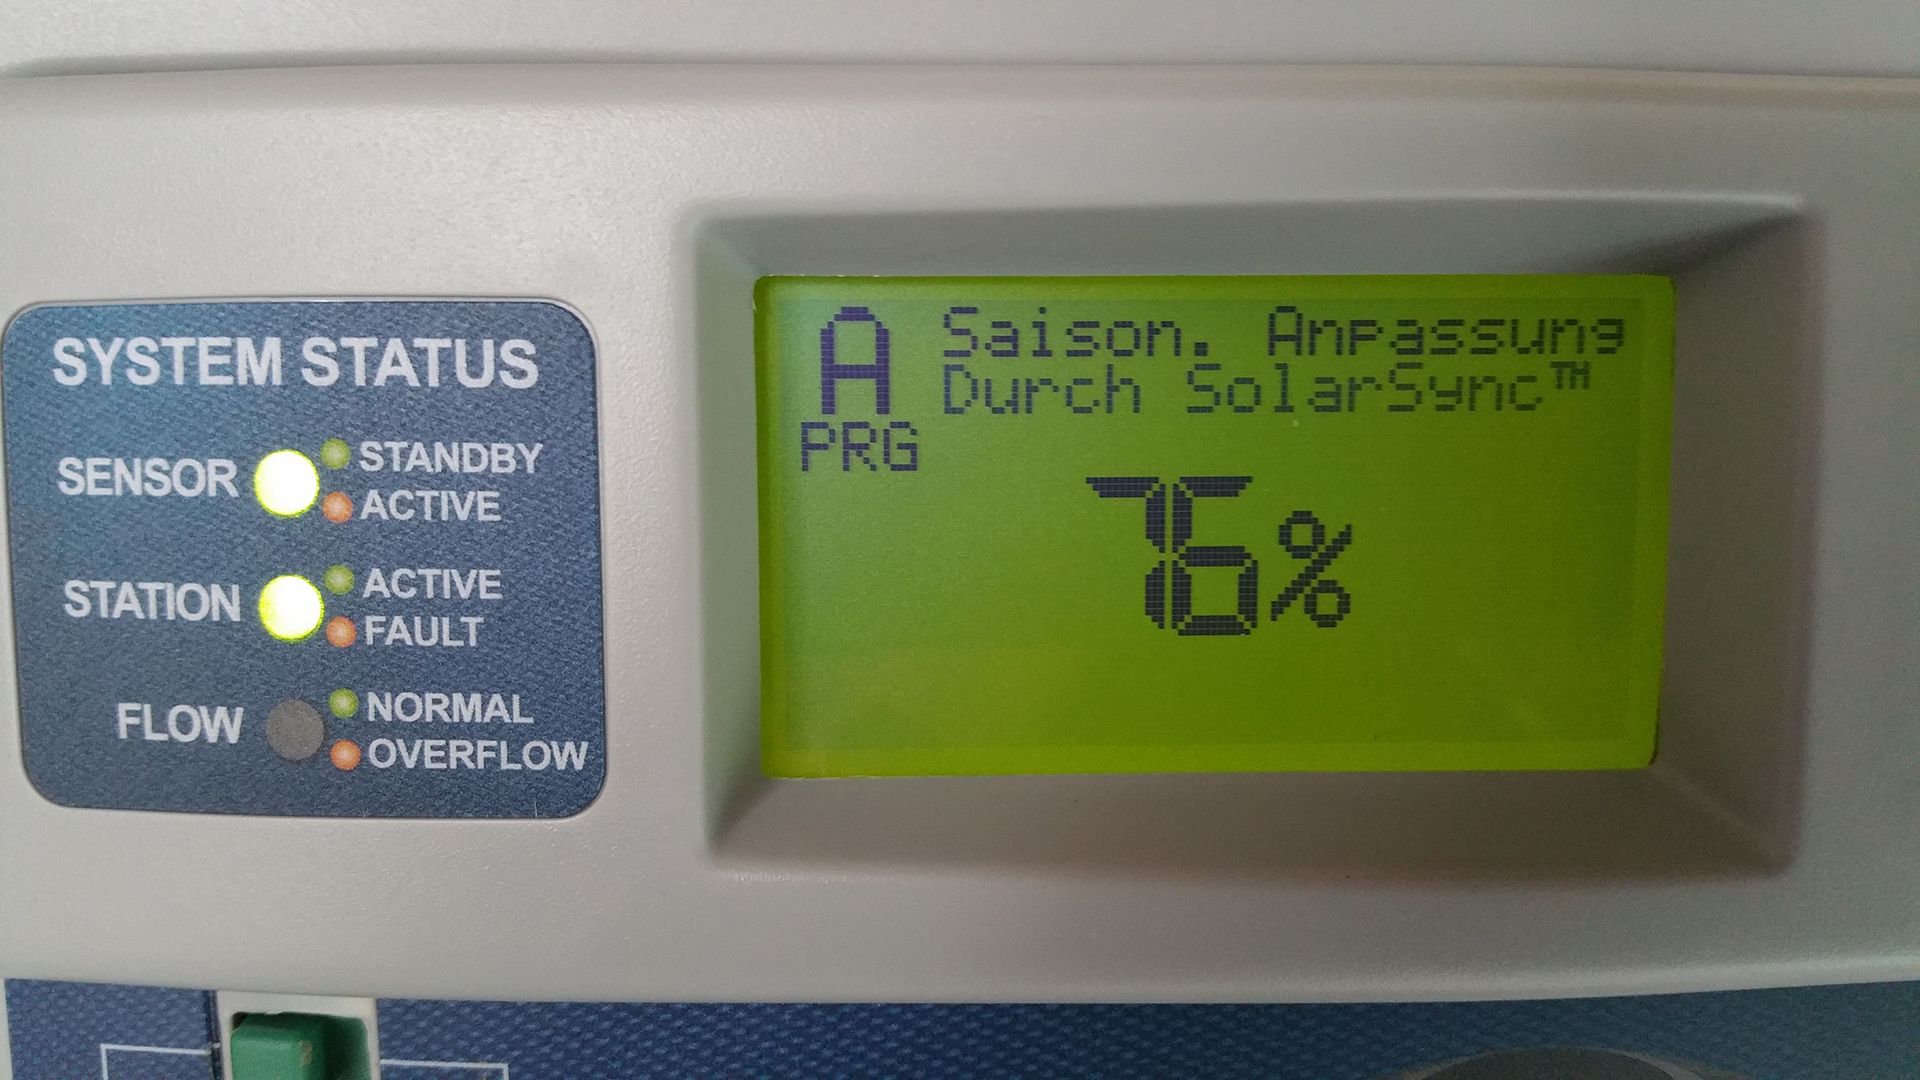 SYSTEM STATUS
SENSOR
STANDBY
ACTIVE
STATION
ACTIVE
FAULT
FLOW
NORMAL
OVERFLOW
A
PRG
Saison. Anpassung
Durch SolarSync™
76%